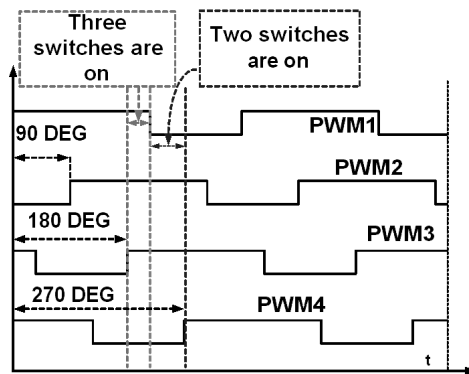 Three
switches are
on
Two switches
are on
PWM1
90 DEG
PWM2
180 DEG
PWM3
270 DEG
PWM4
t